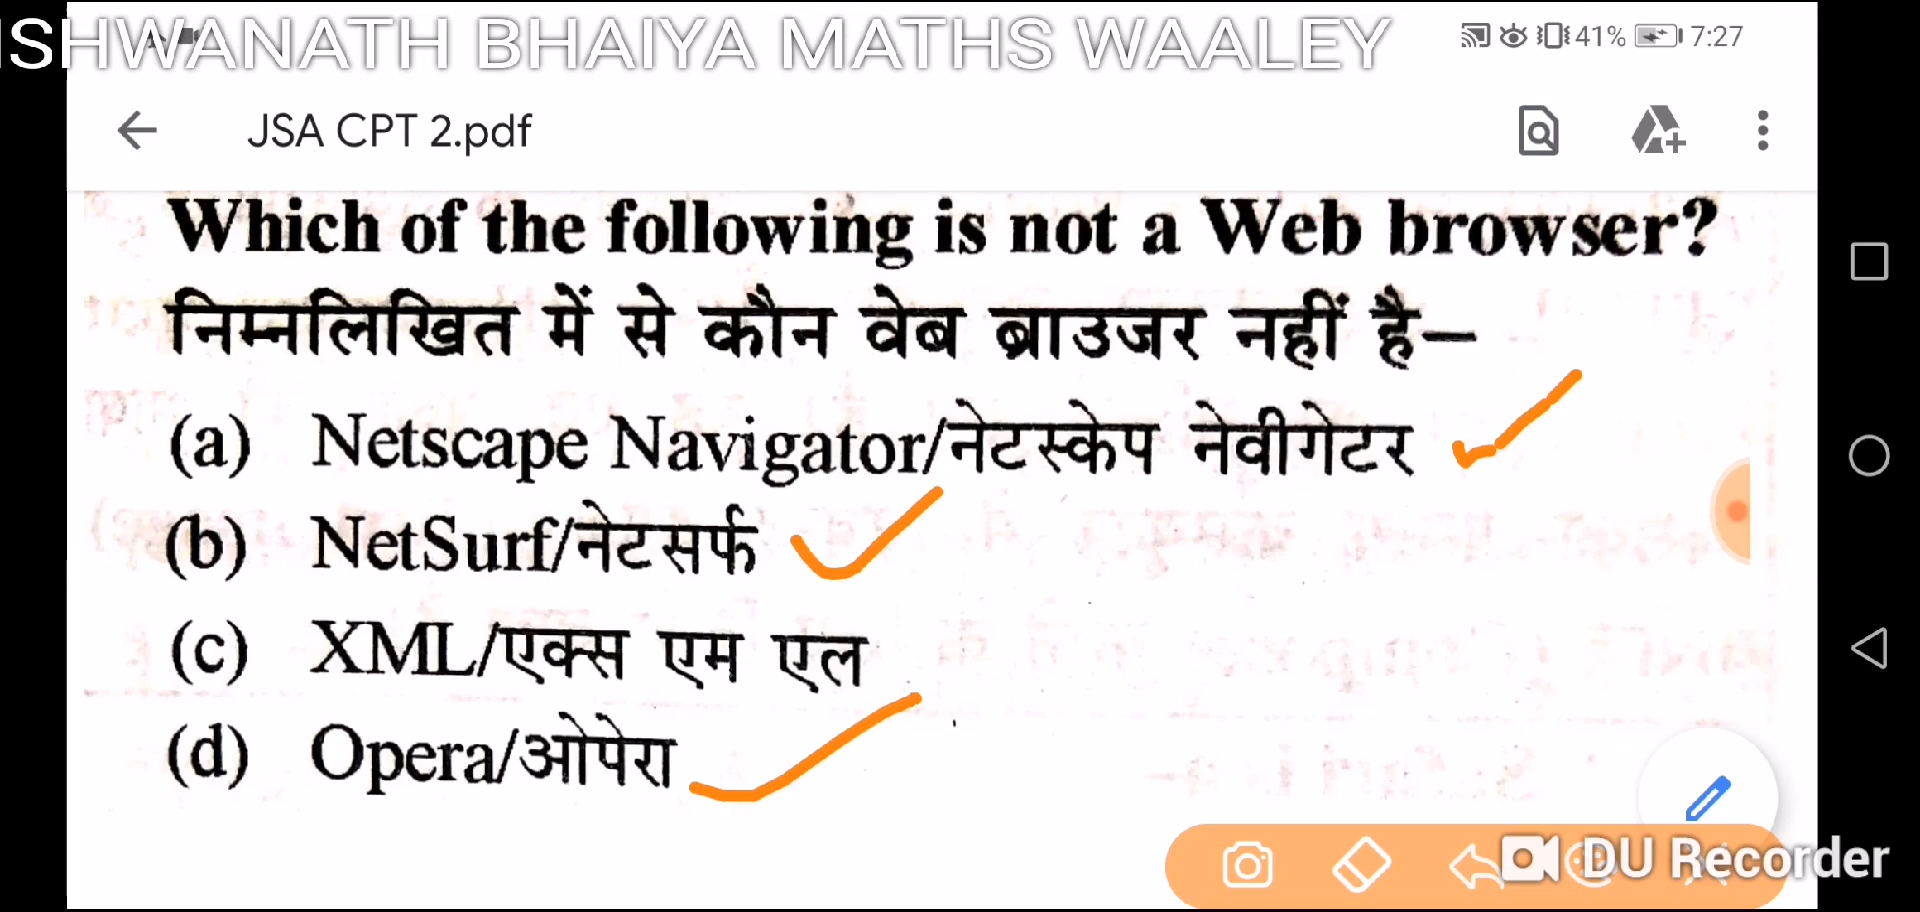 ISHWANATH BHAIYA MATHS WAALEY
41% 7:27
JSA CPT 2.pdf
Which of the following is not a Web browser?
निम्नलिखित में से कौन वेब ब्राउजर नहीं है–
(a) Netscape Navigator/नेटस्केप नेवीगेटर
(b) NetSurf/नेटसर्फ
(c) XML/एक्स एम एल
(d) Opera/ओपेरा
DU Recorder